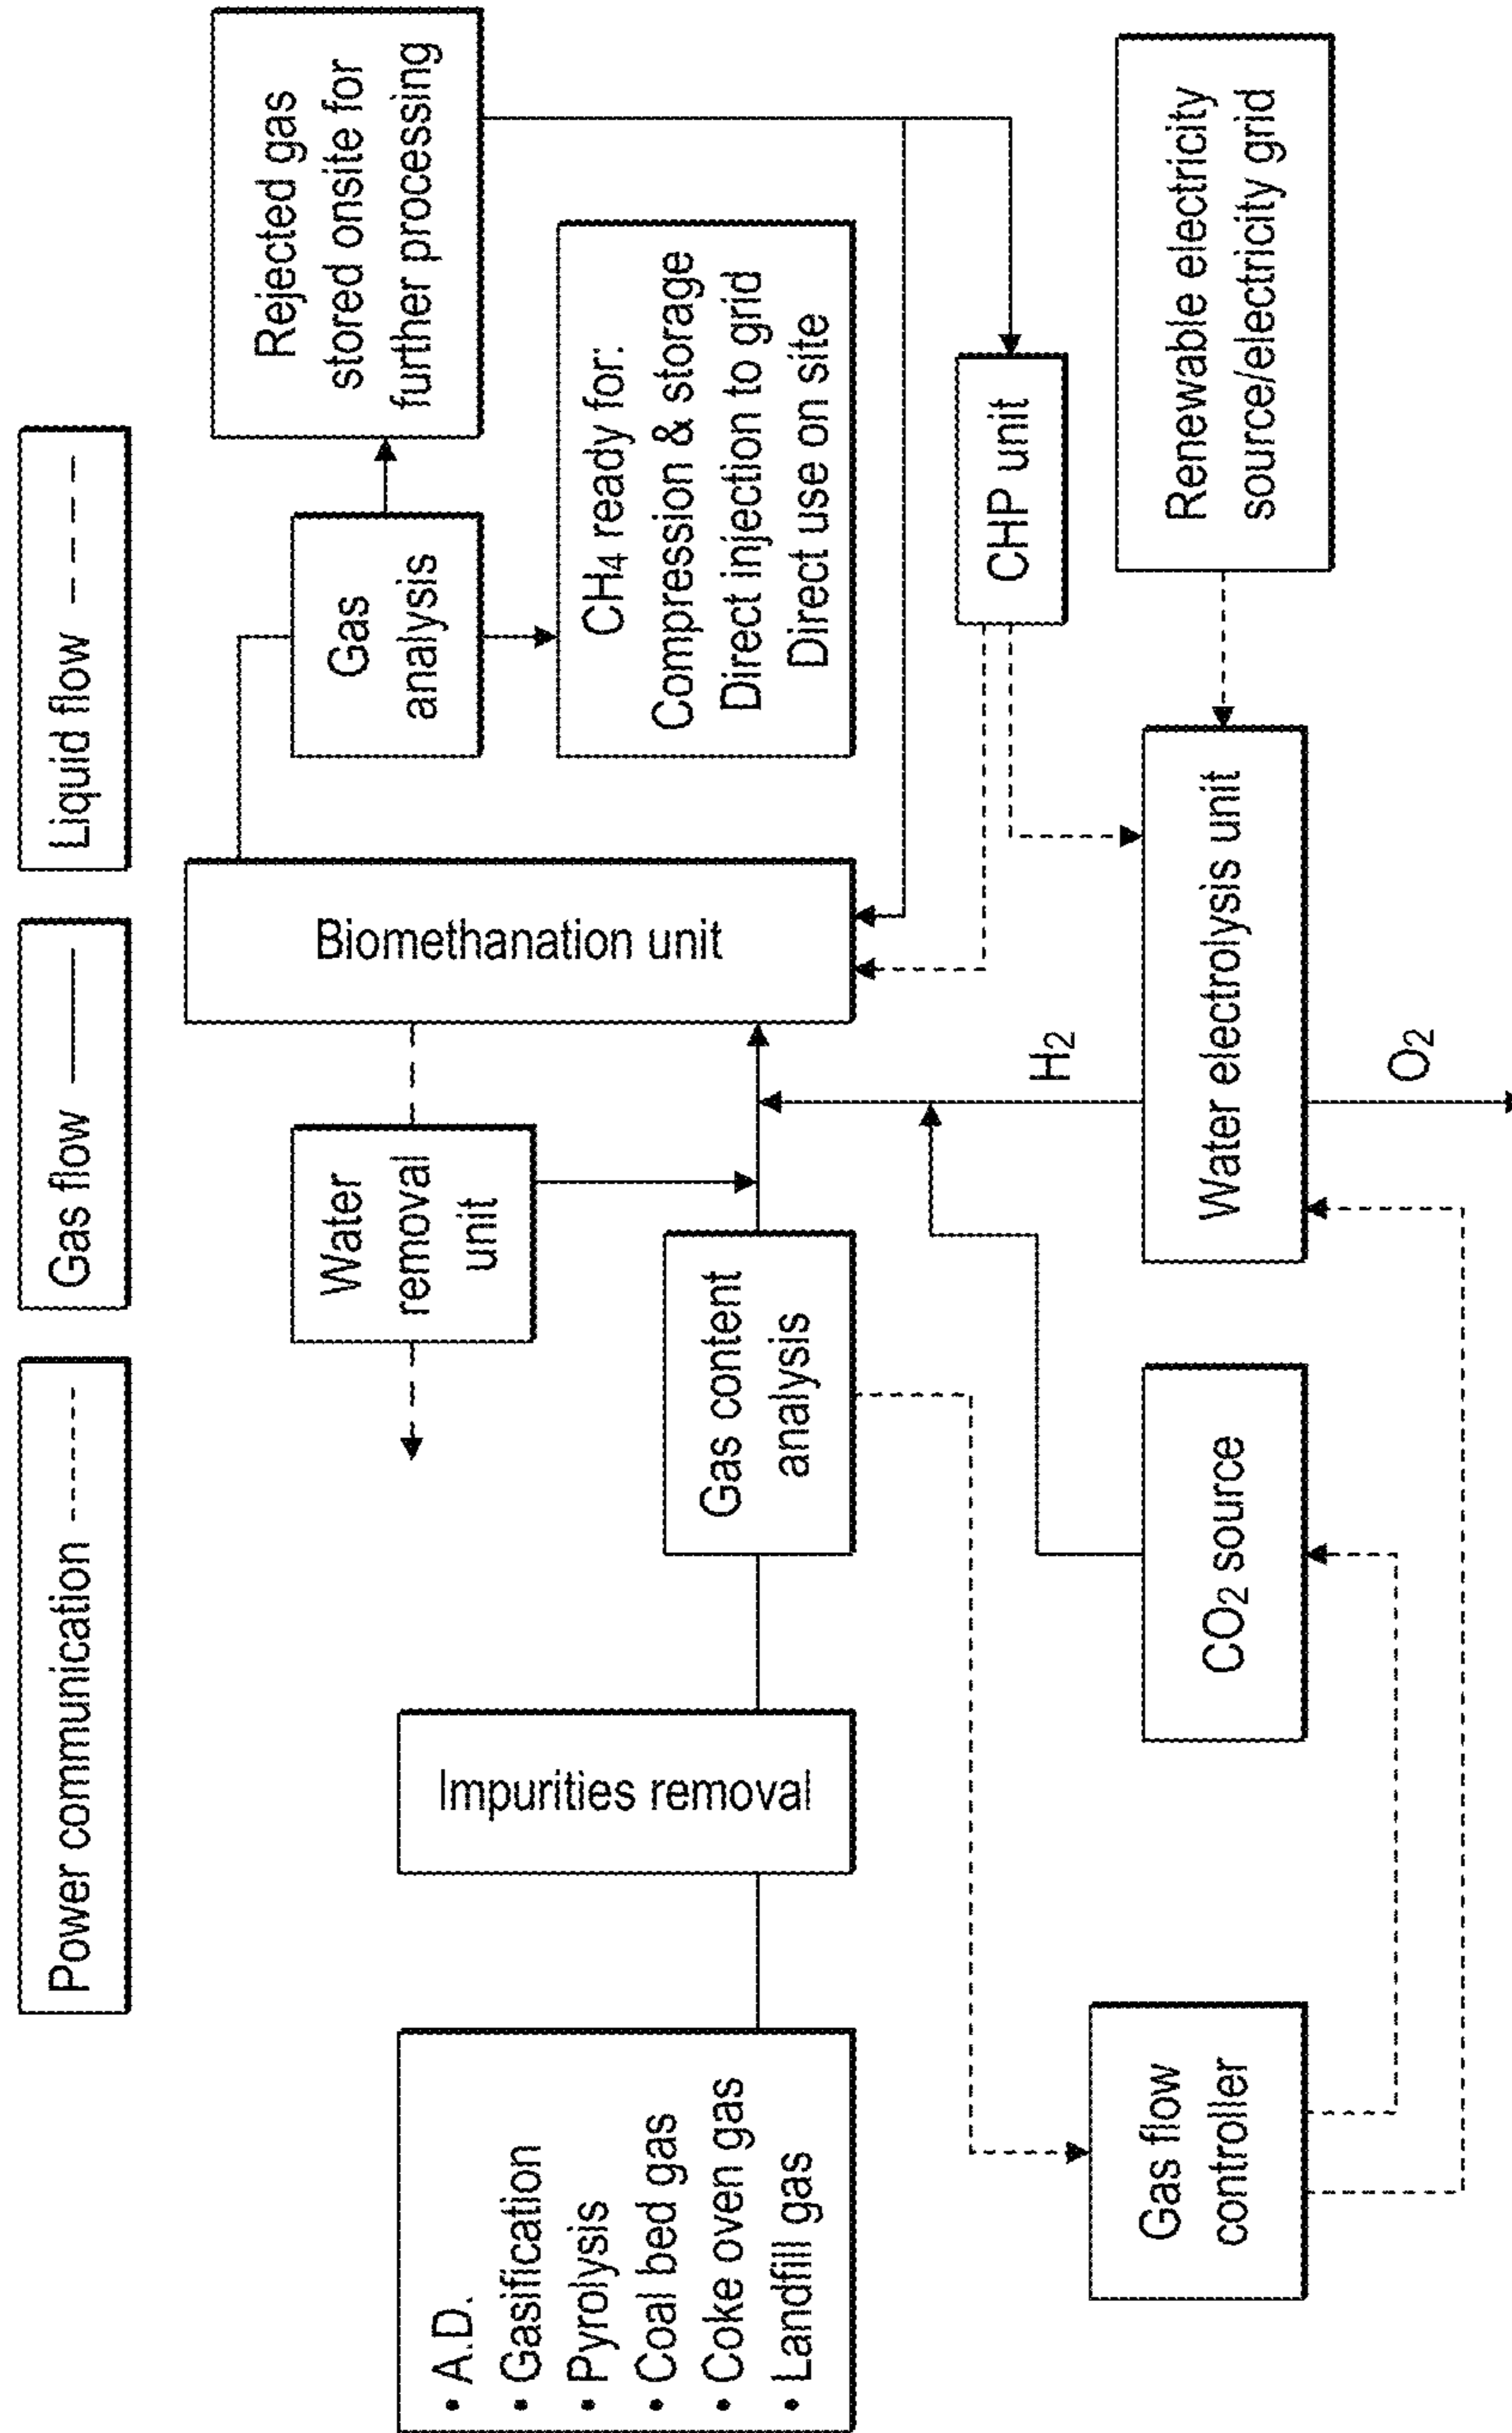 Power communication
Gas flow
Liquid flow
• A.D.
• Gasification
• Pyrolysis
• Coal bed gas
• Coke oven gas
• Landfill gas
Impurities removal
Gas content
analysis
Water
removal
unit
Biomethanation unit
Gas
analysis
Rejected gas
stored onsite for
further processing
CH4 ready for:
Compression & storage
Direct injection to grid
Direct use on site
CHP unit
Gas flow
controller
CO2 source
H2
Water electrolysis unit
O2
Renewable electricity
source/electricity grid